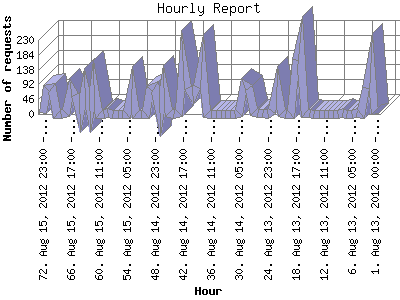 Hourly Report
Number of requests
230
184
138
92
46
0
72. Aug 15, 2012 23:00 -...
66. Aug 15, 2012 17:00 -...
60. Aug 15, 2012 11:00 -...
54. Aug 15, 2012 05:00 -...
48. Aug 14, 2012 23:00 -...
42. Aug 14, 2012 17:00 -...
36. Aug 14, 2012 11:00 -...
30. Aug 14, 2012 05:00 -...
24. Aug 13, 2012 23:00 -...
18. Aug 13, 2012 17:00 -...
12. Aug 13, 2012 11:00 -...
6. Aug 13, 2012 05:00 -...
1. Aug 13, 2012 00:00 -...
Hour